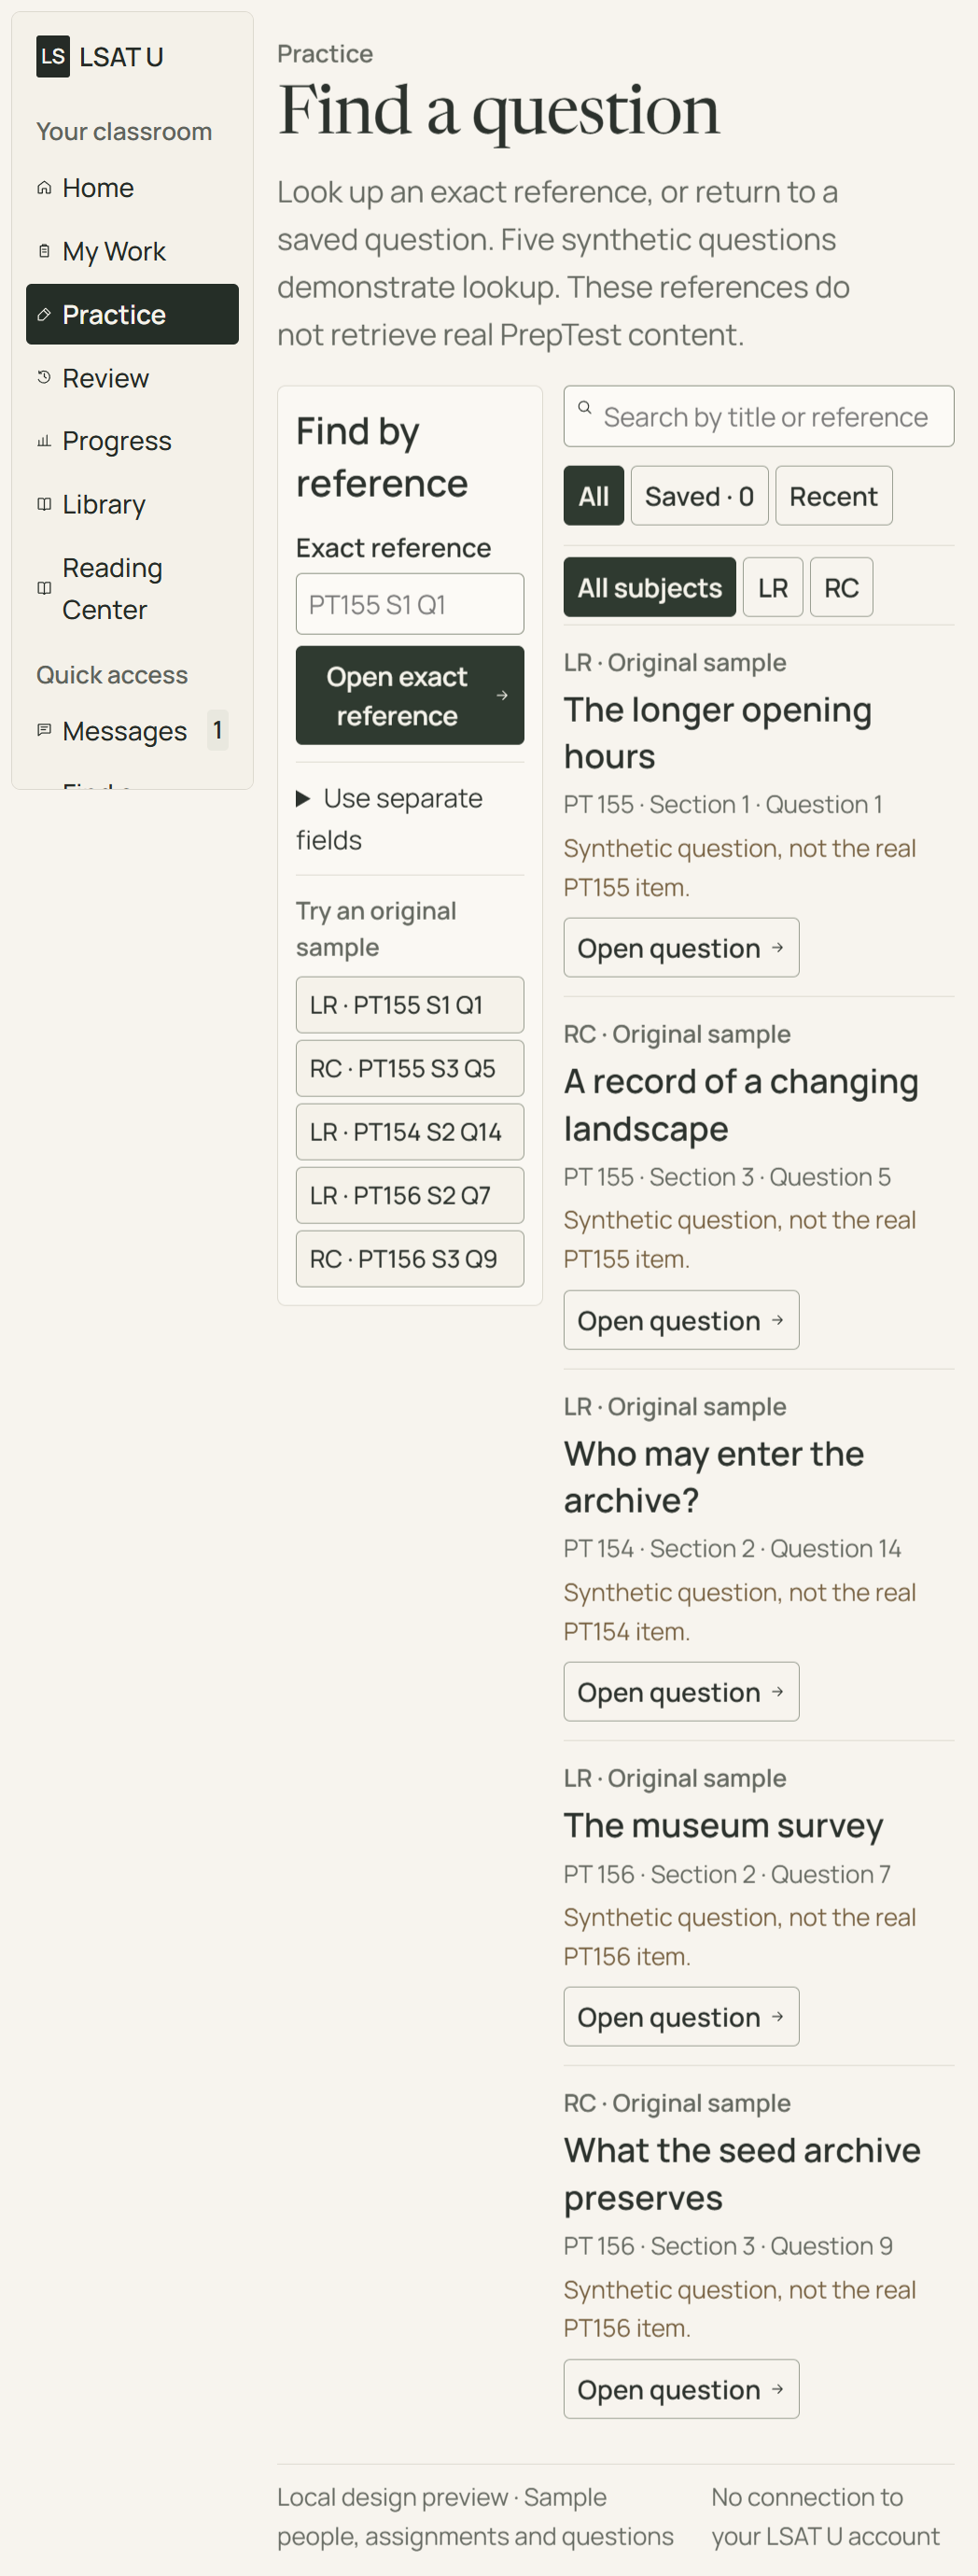 LS LSAT U
Your classroom
Home
My Work
Practice
Review
Progress
Library
Reading
Center
Quick access
Messages 1
Practice
Find a question
Look up an exact reference, or return to a
saved question. Five synthetic questions
demonstrate lookup. These references do
not retrieve real PrepTest content.
Find by
reference
Exact reference
PT155 S1 Q1
Open exact
reference
Use separate
fields
Try an original
sample
LR · PT155 S1 Q1
RC · PT155 S3 Q5
LR · PT154 S2 Q14
LR · PT156 S2 Q7
RC · PT156 S3 Q9
Search by title or reference
All Saved · 0 Recent
All subjects LR RC
LR · Original sample
The longer opening
hours
PT 155 · Section 1 · Question 1
Synthetic question, not the real
PT155 item.
Open question
RC · Original sample
A record of a changing
landscape
PT 155 · Section 3 · Question 5
Synthetic question, not the real
PT155 item.
Open question
LR · Original sample
Who may enter the
archive?
PT 154 · Section 2 · Question 14
Synthetic question, not the real
PT154 item.
Open question
LR · Original sample
The museum survey
PT 156 · Section 2 · Question 7
Synthetic question, not the real
PT156 item.
Open question
RC · Original sample
What the seed archive
preserves
PT 156 · Section 3 · Question 9
Synthetic question, not the real
PT156 item.
Open question
Local design preview · Sample
people, assignments and questions
No connection to
your LSAT U account